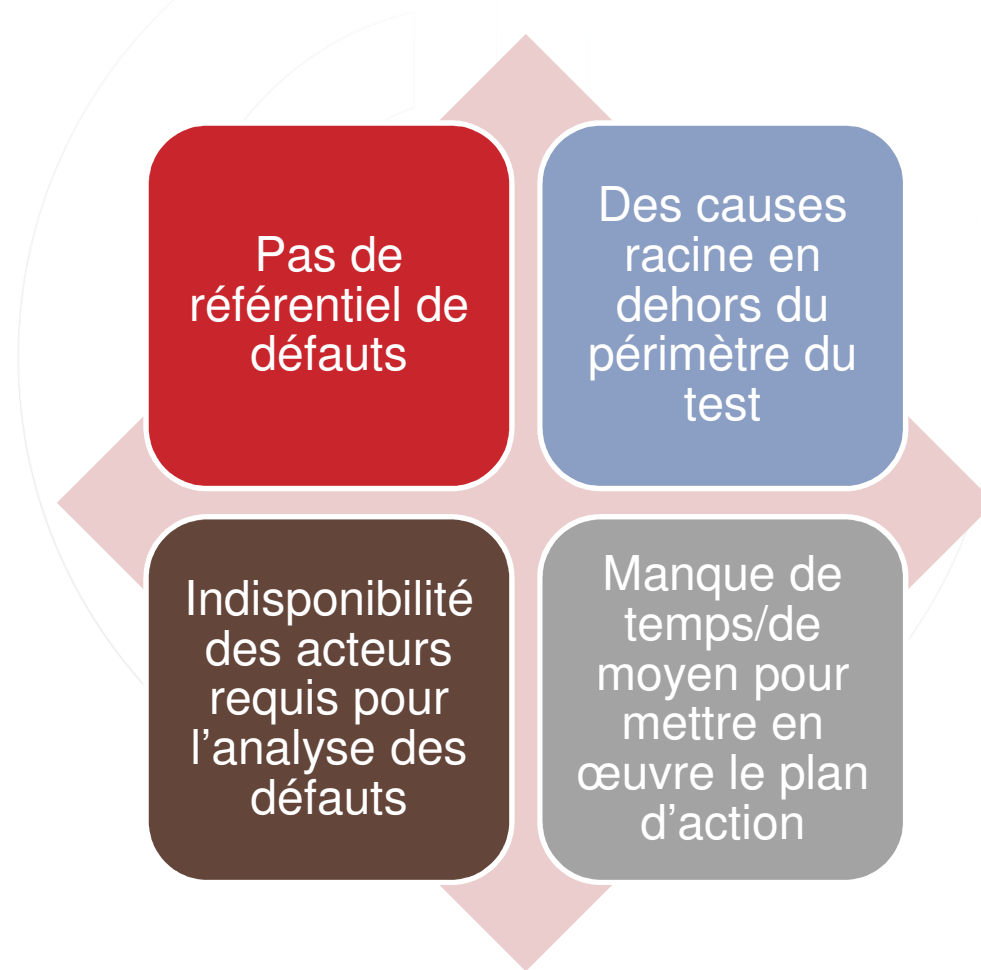 Pas de
référentiel de
défauts
Des causes
racine en
dehors du
périmètre du
test
Indisponibilité
des acteurs
requis pour
l’analyse des
défauts
Manque de
temps/de
moyen pour
mettre en
œuvre le plan
d’action